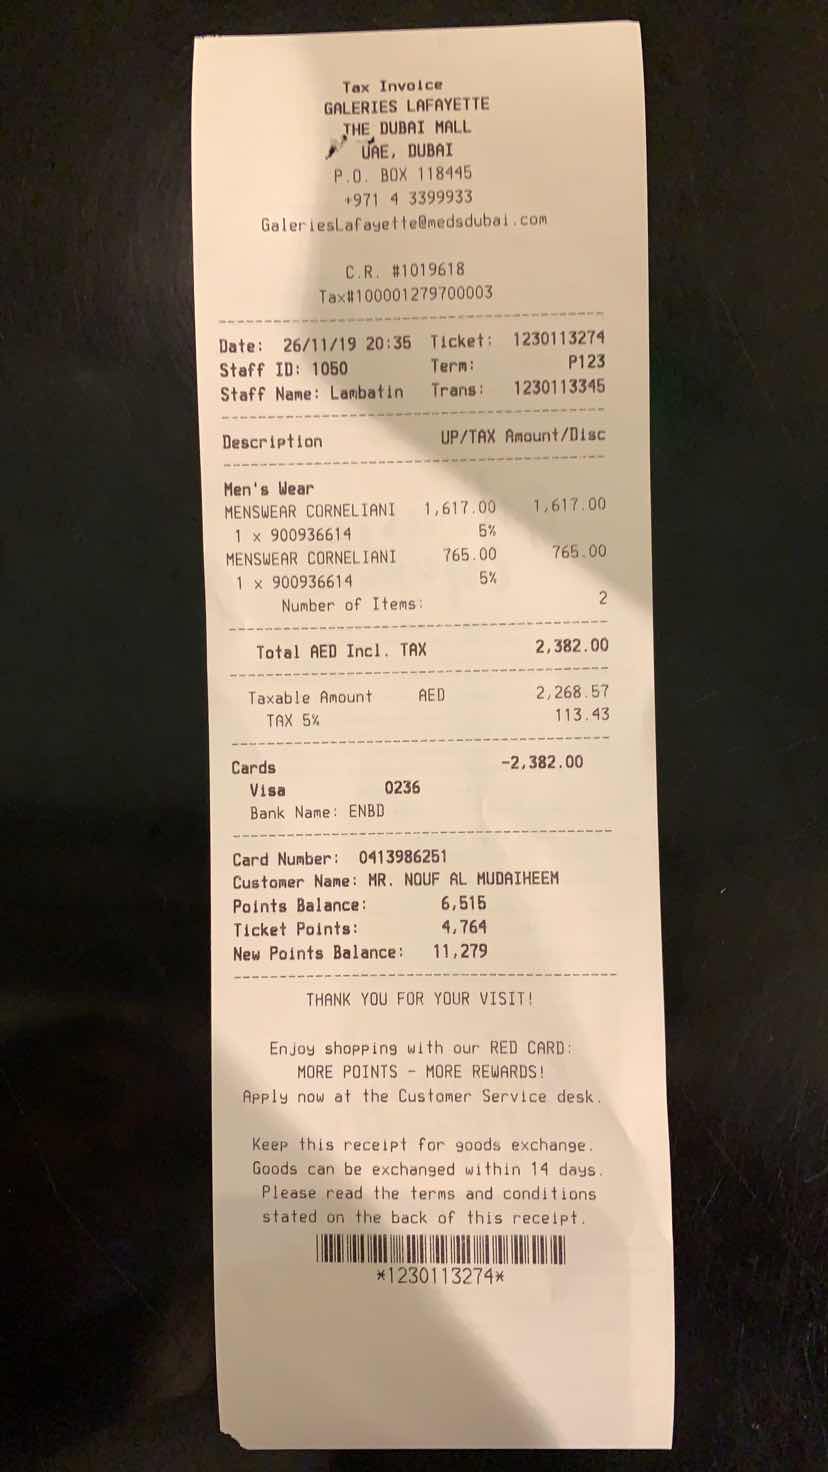 Tax Invoice
GALERIES LAFAYETTE
THE DUBAI MALL
UAE, DUBAI
P.O. BOX 118445
+971 4 3399933
GaleriesLafayette@medsdubai.com
C.R. #1019618
Tax#100001279700003
Date: 26/11/19 20:35 Ticket: 1230113274
Staff ID: 1050 Term: P123
Staff Name: Lambatin Trans: 1230113345
Description UP/TAX Amount/Disc
Men's Wear
MENSWEAR CORNELIANI 1,617.00 1,617.00
1 x 900936614 5%
MENSWEAR CORNELIANI 765.00 765.00
1 x 900936614 5%
Number of Items: 2
Total AED Incl. TAX 2,382.00
Taxable Amount AED 2,268.57
TAX 5% 113.43
Cards -2,382.00
Visa 0236
Bank Name: ENBD
Card Number: 0413986251
Customer Name: MR. NOUF AL MUDAIHEEM
Points Balance: 6,515
Ticket Points: 4,764
New Points Balance: 11,279
THANK YOU FOR YOUR VISIT!
Enjoy shopping with our RED CARD:
MORE POINTS - MORE REWARDS!
Apply now at the Customer Service desk.
Keep this receipt for goods exchange.
Goods can be exchanged within 14 days.
Please read the terms and conditions
stated on the back of this receipt.
*1230113274*